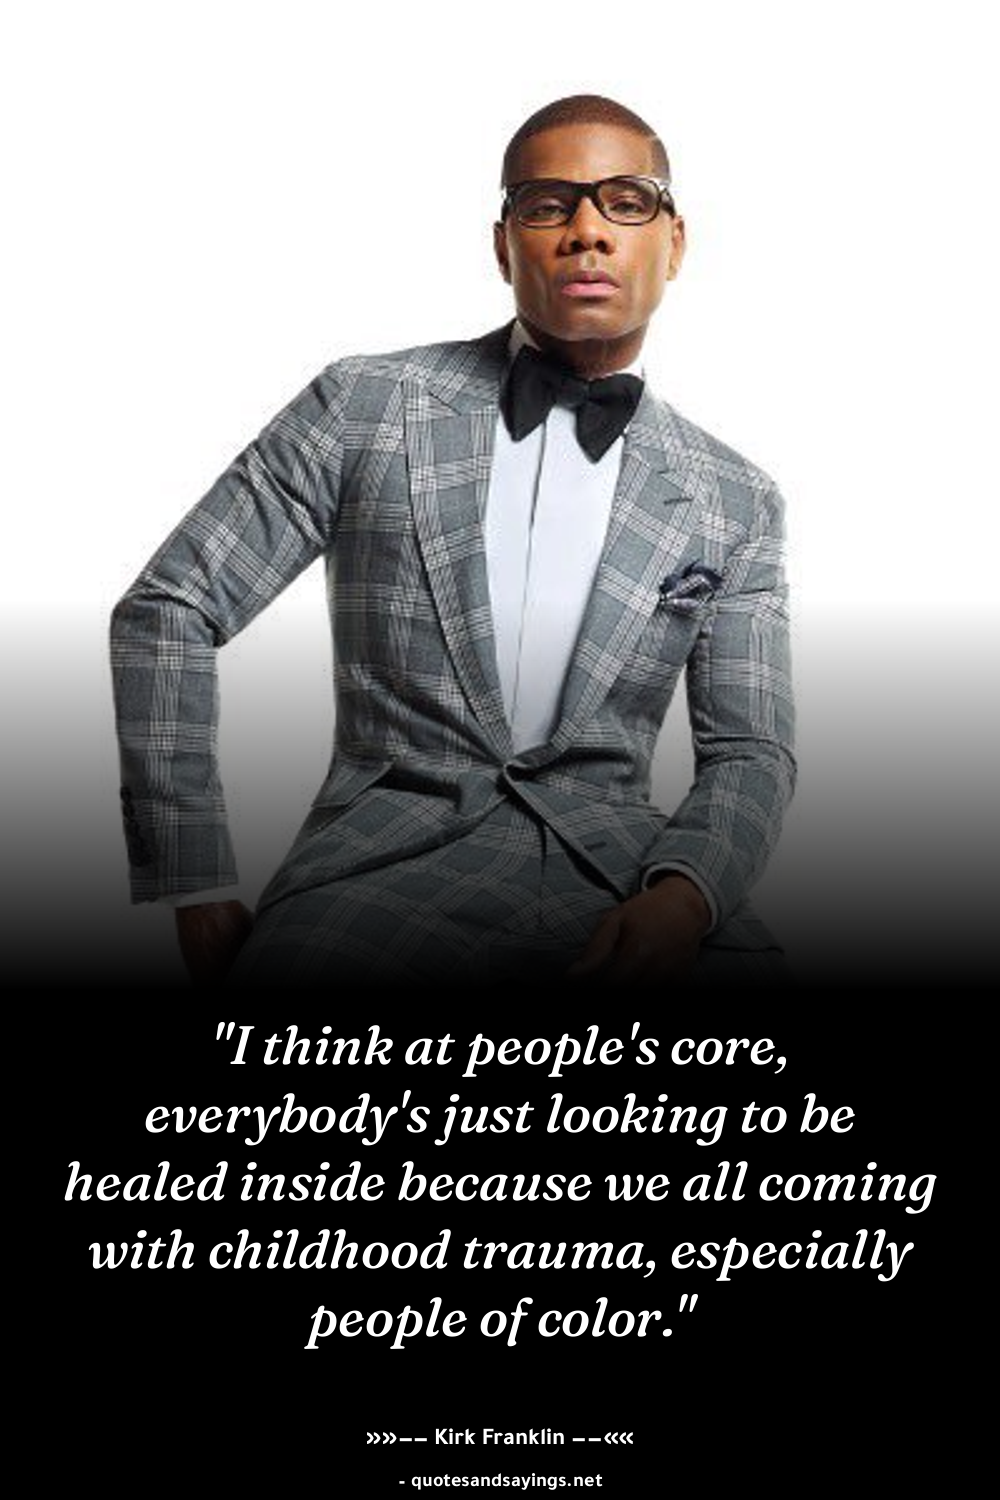 "I think at people's core,
everybody's just looking to be
healed inside because we all coming
with childhood trauma, especially
people of color."
»»−− Kirk Franklin −−««
- quotesandsayings.net